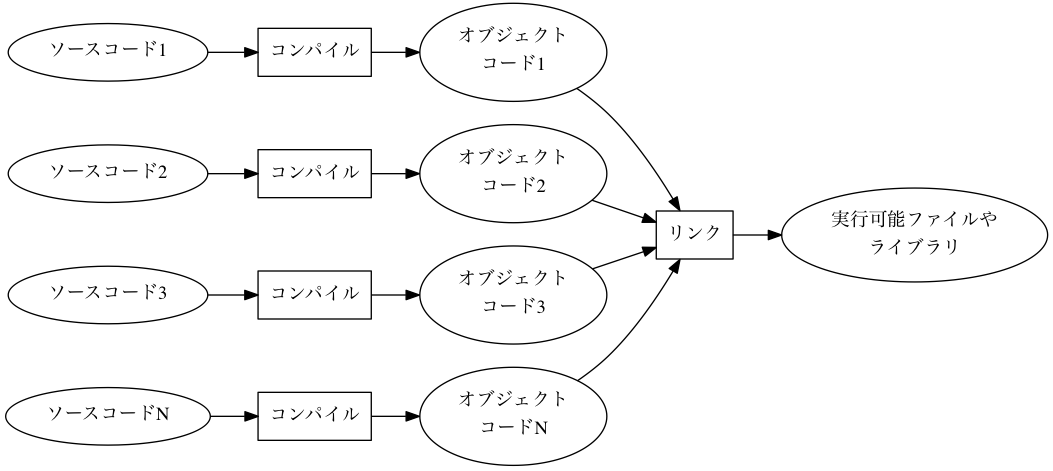 ソースコード1
コンパイル
オブジェクト
コード1
ソースコード2
コンパイル
オブジェクト
コード2
リンク
実行可能ファイルや
ライブラリ
ソースコード3
コンパイル
オブジェクト
コード3
ソースコードN
コンパイル
オブジェクト
コードN